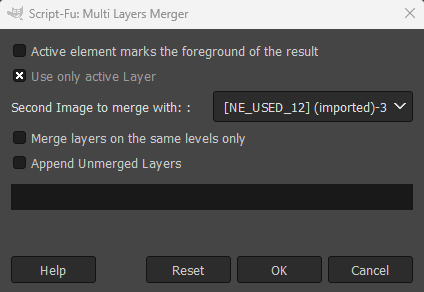 Script-Fu: Multi Layers Merger
Active element marks the foreground of the result
Use only active Layer
Second Image to merge with: :
[NE_USED_12] (imported)-3
Merge layers on the same levels only
Append Unmerged Layers
Help
Reset
OK
Cancel